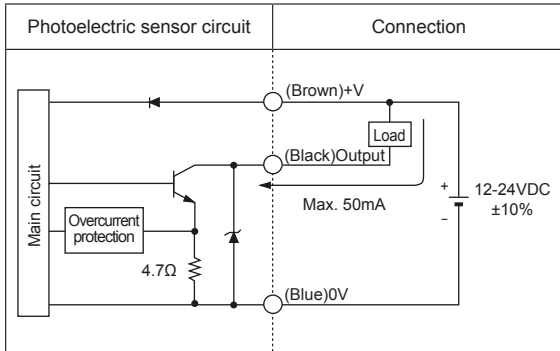 Photoelectric sensor circuit
Connection
(Brown)+V
Load
(Black)Output
Max. 50mA
+
12-24VDC
±10%
−
Main circuit
Overcurrent
protection
4.7Ω
(Blue)0V